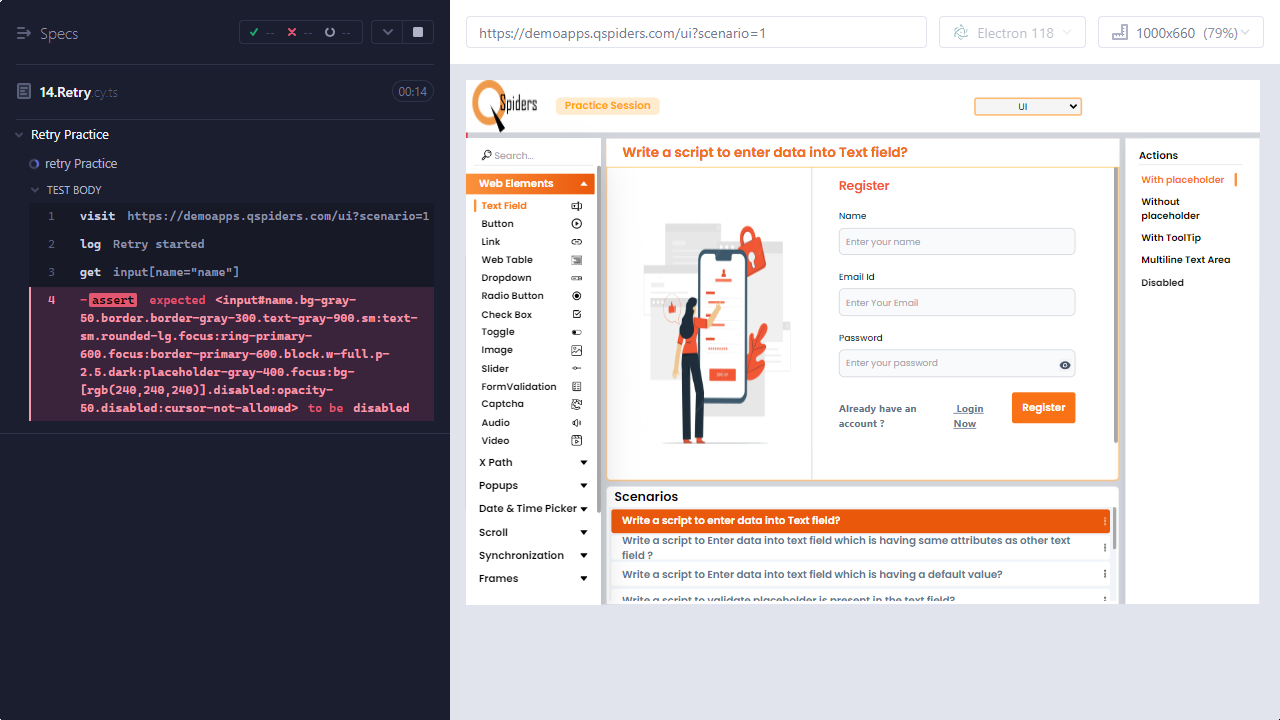 Specs
--
--
--
14.Retry.cy.ts
00:14
Retry Practice
retry Practice
TEST BODY
1 visit https://demoapps.qspiders.com/ui?scenario=1
2 log Retry started
3 get input[name="name"]
4 -assert expected <input#name.bg-gray-
50.border.border-gray-300.text-gray-900.sm:text-
sm.rounded-lg.focus:ring-primary-
600.focus:border-primary-600.block.w-full.p-
2.5.dark:placeholder-gray-400.focus:bg-
[rgb(240,240,240)].disabled:opacity-
50.disabled:cursor-not-allowed> to be disabled
https://demoapps.qspiders.com/ui?scenario=1
Electron 118
1000x660 (79%)
QSpiders
Practice Session
UI
Search...
Web Elements
Text Field
Button
Link
Web Table
Dropdown
Radio Button
Check Box
Toggle
Image
Slider
FormValidation
Captcha
Audio
Video
X Path
Popups
Date & Time Picker
Scroll
Synchronization
Frames
Write a script to enter data into Text field?
Register
Name
Enter your name
Email Id
Enter Your Email
Password
Enter your password
Already have an
account ?
Login
Now
Register
Scenarios
Write a script to enter data into Text field?
Write a script to Enter data into text field which is having same attributes as other text
field ?
Write a script to Enter data into text field which is having a default value?
Write a script to validate placeholder is present in the text field?
Actions
With placeholder
Without
placeholder
With ToolTip
Multiline Text Area
Disabled